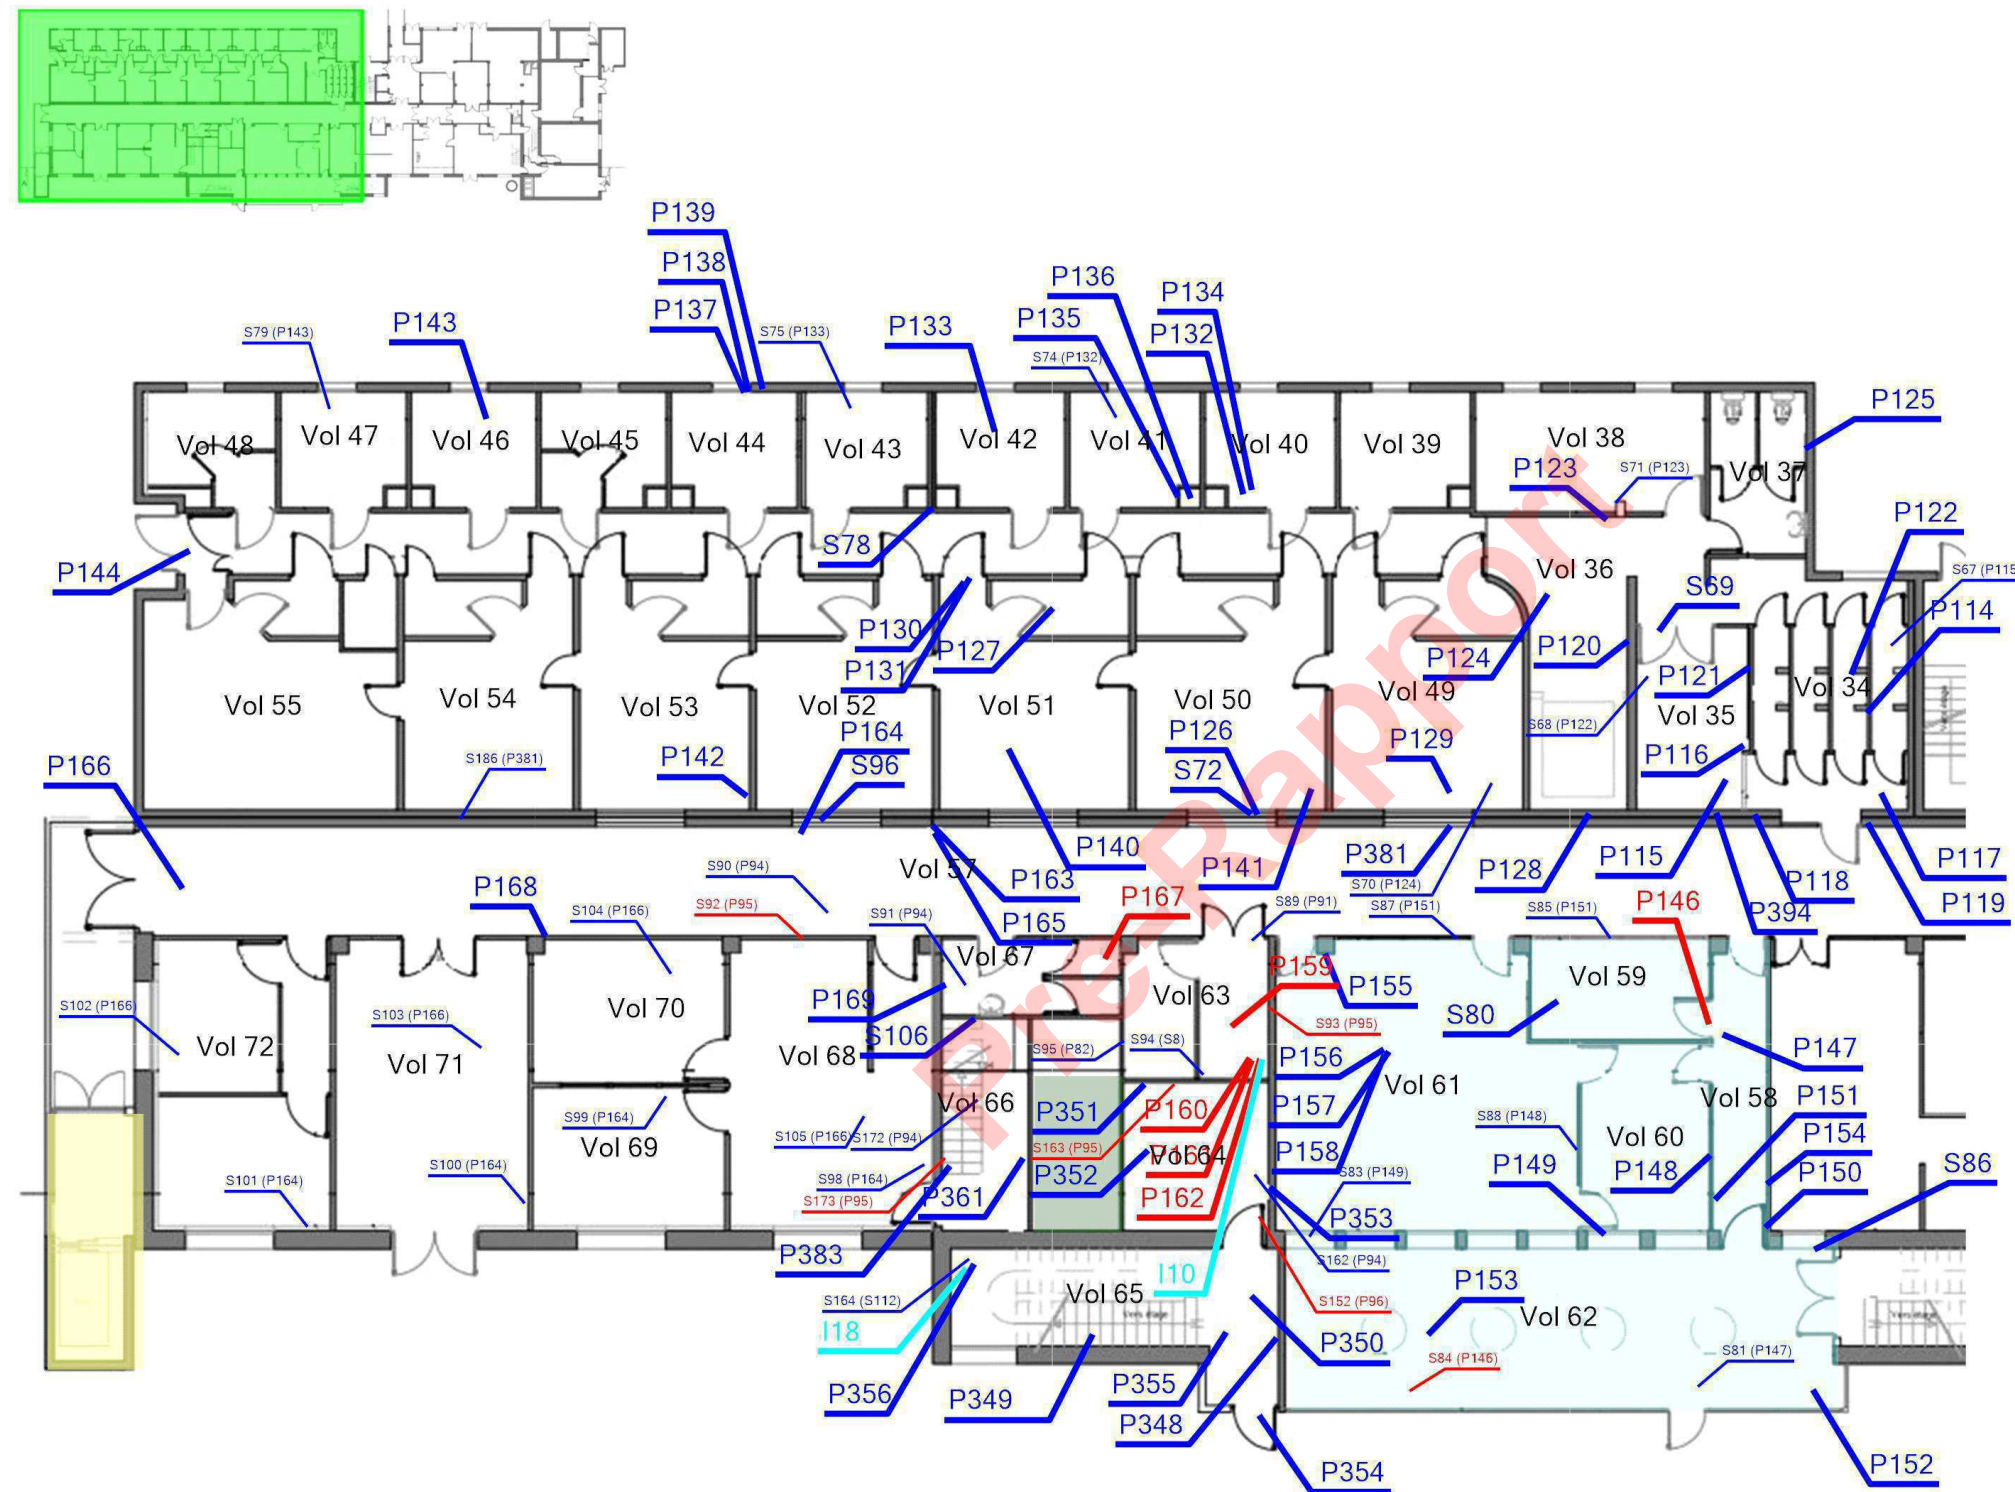 P139
P138
P136
P134
P137
P143
S79 (P143)
S75 (P133)
P133
P135
P132
S74 (P132)
P125
Vol 48
Vol 47
Vol 46
Vol 45
Vol 44
Vol 43
Vol 42
Vol 41
Vol 40
Vol 39
Vol 38
Vol 37
P123
S71 (P123)
P122
S78
P144
Vol 36
S67 (P115
S69
P114
P130
P127
P131
P124
P120
P121
Vol 34
Vol 55
Vol 54
Vol 53
Vol 52
Vol 51
Vol 50
Vol 49
Vol 35
S68 (P122)
P164
P126
P129
P116
P166
S186 (P381)
P142
S96
S72
P140
P141
P381
P128
P115
P117
Vol 57
S90 (P94)
P163
S70 (P124)
P118
P168
S104 (P166)
S92 (P95)
S91 (P94)
P165
P167
S89 (P91)
S87 (P151)
S85 (P151)
P146
P394
P119
Vol 67
P159
Vol 59
S102 (P166)
S103 (P166)
Vol 70
P169
Vol 63
P155
S80
S93 (P95)
Vol 72
Vol 71
Vol 68
S106
S95 (P82)
S94 (S8)
P156
P147
Vol 61
Vol 58
Vol 66
P351
P160
P157
P151
S99 (P164)
Vol 69
S105 (P166)
S172 (P94)
S163 (P95)
Vol 64
P158
S88 (P148)
Vol 60
P154
S101 (P164)
S100 (P164)
S98 (P164)
P352
S83 (P149)
P149
P148
P150
S86
S173 (P95)
P361
P162
P353
P383
S162 (P94)
I10
P153
Vol 65
S164 (S112)
S152 (P96)
Vol 62
I18
P350
S84 (P146)
S81 (P147)
P356
P349
P355
P348
P354
P152
Pré-Rapport